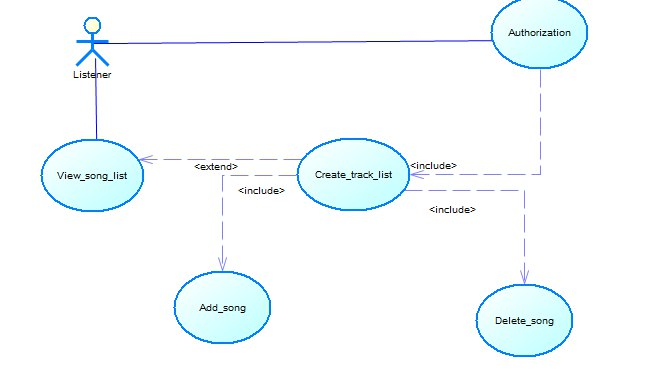 Authorization
Listener
<include>
<extend>
View_song_list
Create_track_list
<include>
<include>
Add_song
Delete_song